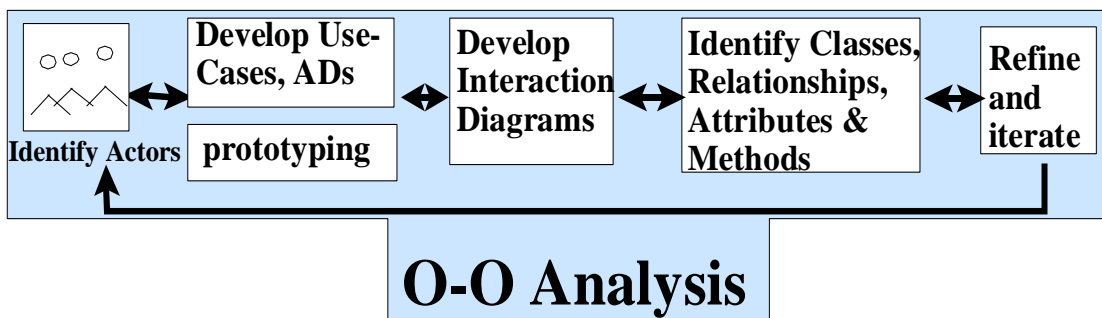 Identify Actors
Develop Use-
Cases, ADs
prototyping
Develop
Interaction
Diagrams
Identify Classes,
Relationships,
Attributes &
Methods
Refine
and
iterate
O-O Analysis